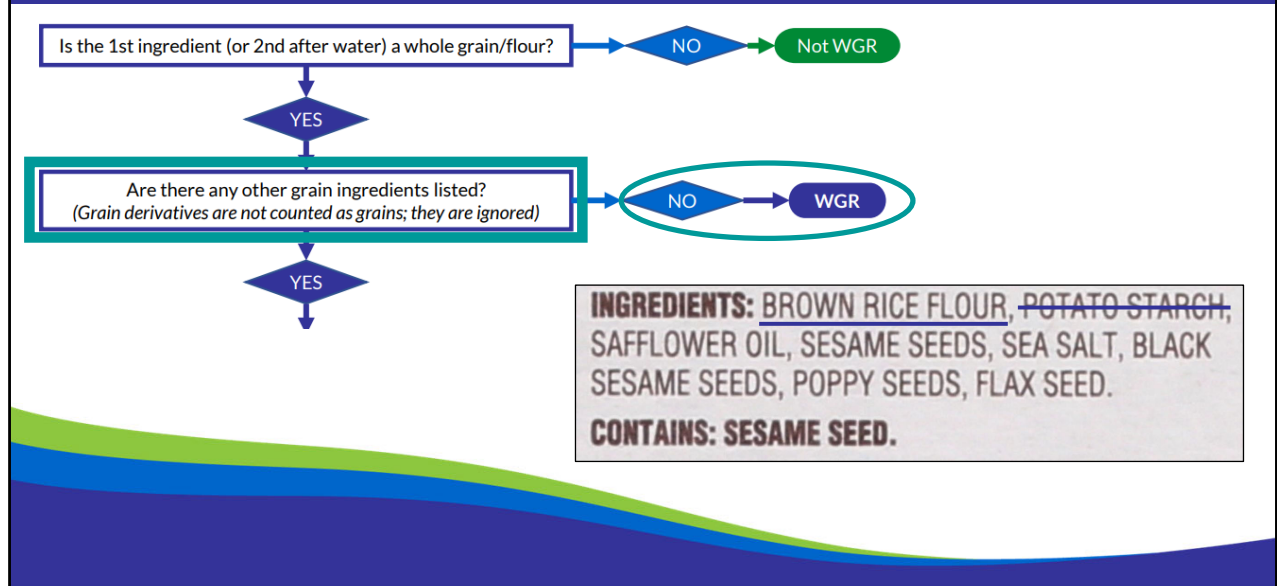 Is the 1st ingredient (or 2nd after water) a whole grain/flour?
NO
Not WGR
YES
Are there any other grain ingredients listed?
(Grain derivatives are not counted as grains; they are ignored)
NO
WGR
YES
INGREDIENTS: BROWN RICE FLOUR, POTATO STARCH,
SAFFLOWER OIL, SESAME SEEDS, SEA SALT, BLACK
SESAME SEEDS, POPPY SEEDS, FLAX SEED.
CONTAINS: SESAME SEED.